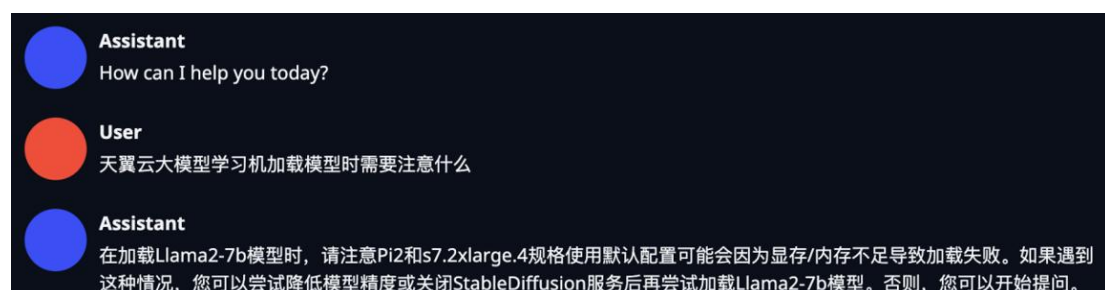 Assistant
How can I help you today?
User
天翼云大模型学习机加载模型时需要注意什么
Assistant
在加载Llama2-7b模型时，请注意Pi2和s7.2xlarge.4规格使用默认配置可能会因为显存/内存不足导致加载失败。如果遇到
这种情况，您可以尝试降低模型精度或关闭StableDiffusion服务后再尝试加载Llama2-7b模型。否则，您可以开始提问。